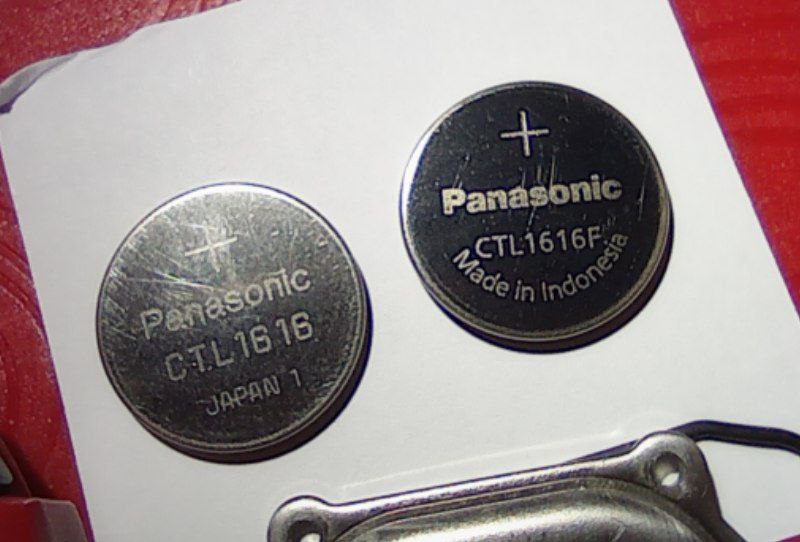 +
Panasonic
CTL1616
JAPAN 1
+
Panasonic
CTL1616F
Made in Indonesia